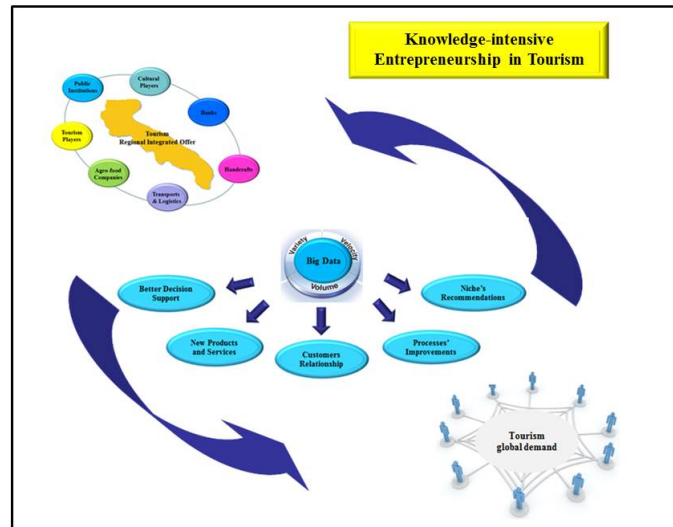 Knowledge-intensive
Entrepreneurship in Tourism
Cultural
Players
Public
Institutions
Banks
Tourism
Players
Tourism
Regional Integrated Offer
Agro-food
Companies
Handcrafts
Transports
& Logistics
Variety
Velocity
Big Data
Volume
Better Decision
Support
Niche's
Recommendations
New Products
and Services
Customers
Relationship
Processes'
Improvements
Tourism
global demand